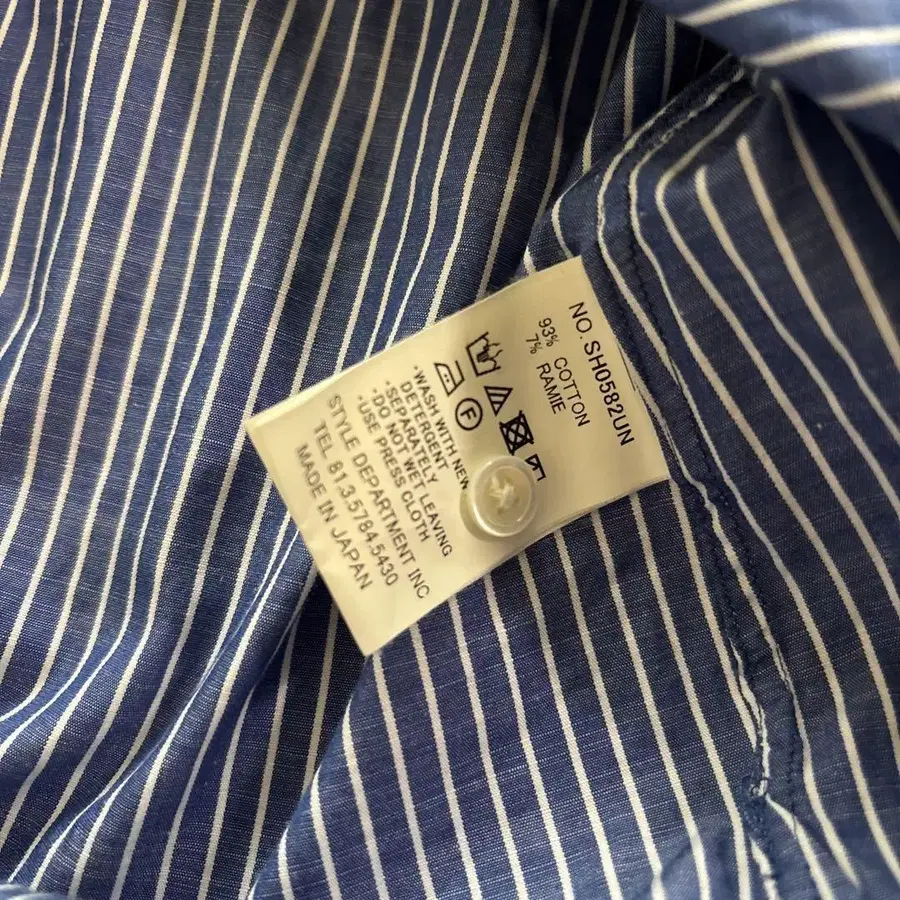 NO. SH0582UN
93% COTTON
7% RAMIE
F
·WASH WITH NEW
DETERGENT
·SEPARATELY
·DO NOT WET LEAVING
·USE PRESS CLOTH
STYLE DEPARTMENT INC
TEL 81.3.5784.5430
MADE IN JAPAN